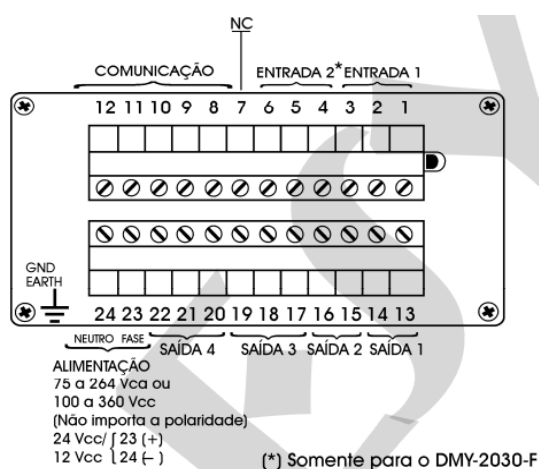 NC
COMUNICAÇÃO ENTRADA 2* ENTRADA 1
12 11 10 9 8 7 6 5 4 3 2 1
GND
EARTH
24 23 22 21 20 19 18 17 16 15 14 13
NEUTRO FASE SAÍDA 4 SAÍDA 3 SAÍDA 2 SAÍDA 1
ALIMENTAÇÃO
75 a 264 Vca ou
100 a 360 Vcc
(Não importa a polaridade)
24 Vcc/ { 23 (+)
12 Vcc { 24 (–)
(*) Somente para o DMY-2030-F